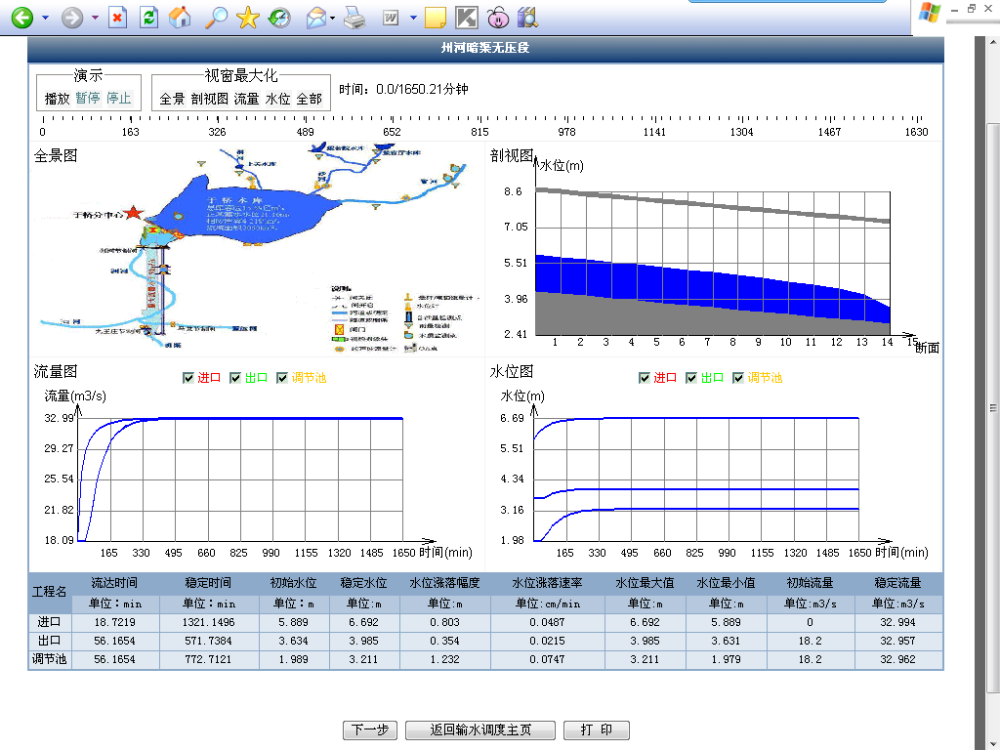 州河暗渠无压段
演示
播放 暂停 停止
视窗最大化
全景 剖视图 流量 水位 全部
时间: 0.0/1650.21分钟
0 163 326 489 652 815 978 1141 1304 1467 1630
全景图
于桥水库
于桥分中心
剖视图
水位(m)
8.6
7.05
5.51
3.96
2.41
1 2 3 4 5 6 7 8 9 10 11 12 13 14 15
断面
流量图
进口 出口 调节池
流量(m3/s)
32.99
29.27
25.54
21.82
18.09
165 330 495 660 825 990 1155 1320 1485 1650 时间(min)
水位图
进口 出口 调节池
水位(m)
6.69
5.51
4.34
3.16
1.98
165 330 495 660 825 990 1155 1320 1485 1650 时间(min)
工程名 流达时间 稳定时间 初始水位 稳定水位 水位涨落幅度 水位涨落速率 水位最大值 水位最小值 初始流量 稳定流量
单位：min 单位：min 单位：m 单位:m 单位:m 单位:cm/min 单位:m 单位:m 单位:m3/s 单位:m3/s
进口 18.7219 1321.1496 5.889 6.692 0.803 0.0487 6.692 5.889 0 32.994
出口 56.1654 571.7384 3.634 3.985 0.354 0.0215 3.985 3.631 18.2 32.957
调节池 56.1654 772.7121 1.989 3.211 1.232 0.0747 3.211 1.979 18.2 32.962
下一步 返回输水调度主页 打 印